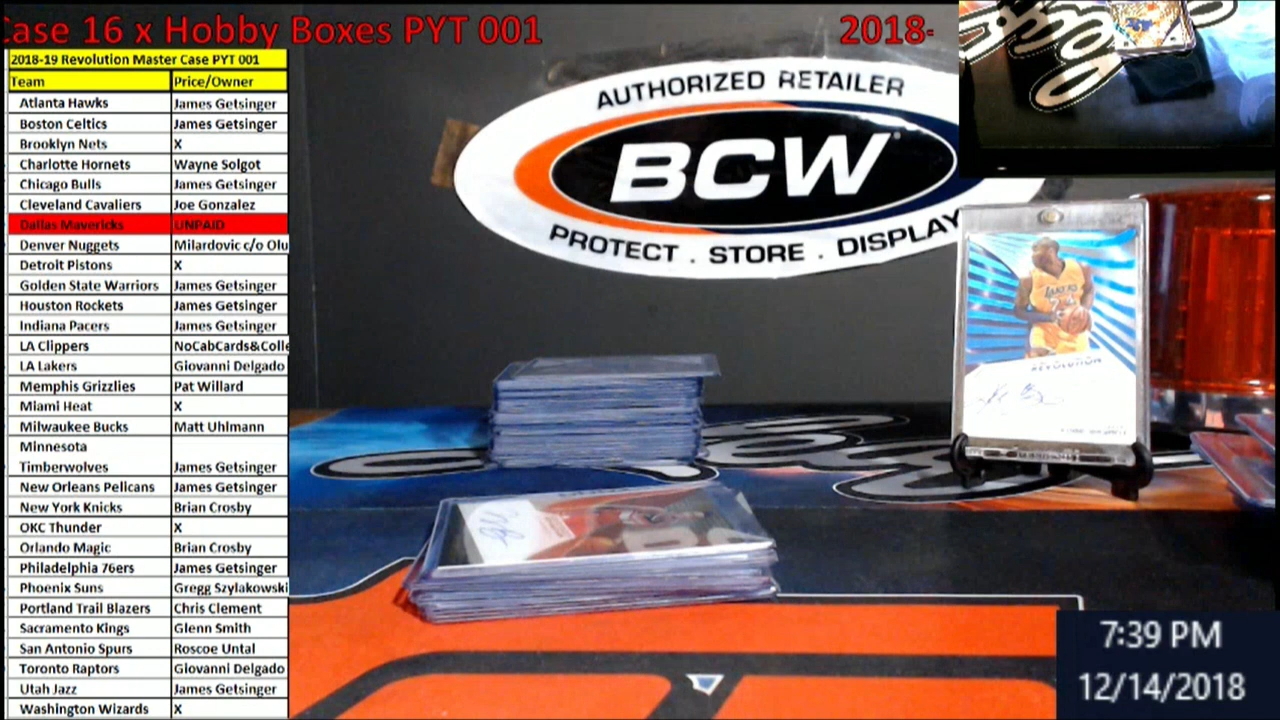 Case 16 x Hobby Boxes PYT 001
2018-
2018-19 Revolution Master Case PYT 001
Team Price/Owner
Atlanta Hawks James Getsinger
Boston Celtics James Getsinger
Brooklyn Nets X
Charlotte Hornets Wayne Solgot
Chicago Bulls James Getsinger
Cleveland Cavaliers Joe Gonzalez
Dallas Mavericks UNPAID
Denver Nuggets Milardovic c/o Olu
Detroit Pistons X
Golden State Warriors James Getsinger
Houston Rockets James Getsinger
Indiana Pacers James Getsinger
LA Clippers NoCabCards&Colle
LA Lakers Giovanni Delgado
Memphis Grizzlies Pat Willard
Miami Heat X
Milwaukee Bucks Matt Uhlmann
Minnesota
Timberwolves James Getsinger
New Orleans Pelicans James Getsinger
New York Knicks Brian Crosby
OKC Thunder X
Orlando Magic Brian Crosby
Philadelphia 76ers James Getsinger
Phoenix Suns Gregg Szylakowski
Portland Trail Blazers Chris Clement
Sacramento Kings Glenn Smith
San Antonio Spurs Roscoe Untal
Toronto Raptors Giovanni Delgado
Utah Jazz James Getsinger
Washington Wizards X
AUTHORIZED RETAILER
BCW
PROTECT . STORE . DISPLAY
LAKERS
REVOLUTION
7:39 PM
12/14/2018